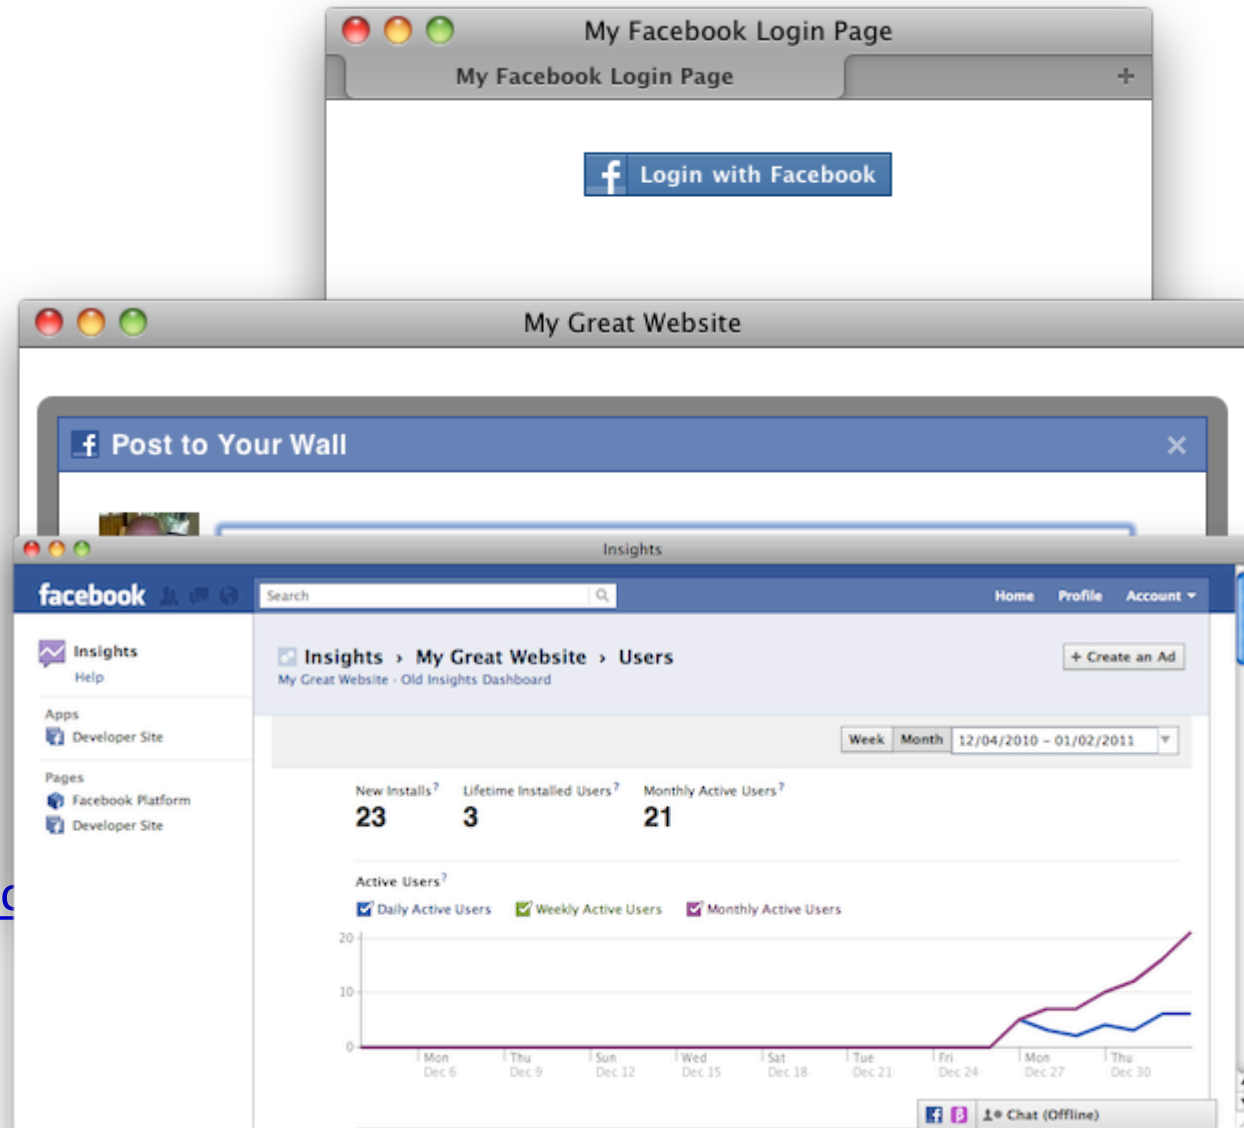 My Facebook Login Page
My Facebook Login Page +
f Login with Facebook
My Great Website
f Post to Your Wall ×
Insights
facebook Search Home Profile Account
Insights
Help
Insights › My Great Website › Users + Create an Ad
My Great Website - Old Insights Dashboard
Apps
Developer Site
Week Month 12/04/2010 - 01/02/2011
Pages
Facebook Platform
Developer Site
New Installs? Lifetime Installed Users? Monthly Active Users?
23 3 21
Active Users?
Daily Active Users Weekly Active Users Monthly Active Users
20
10
0
Mon Thu Sun Wed Sat Tue Fri Mon Thu
Dec 6 Dec 9 Dec 12 Dec 15 Dec 18 Dec 21 Dec 24 Dec 27 Dec 30
f β Chat (Offline)